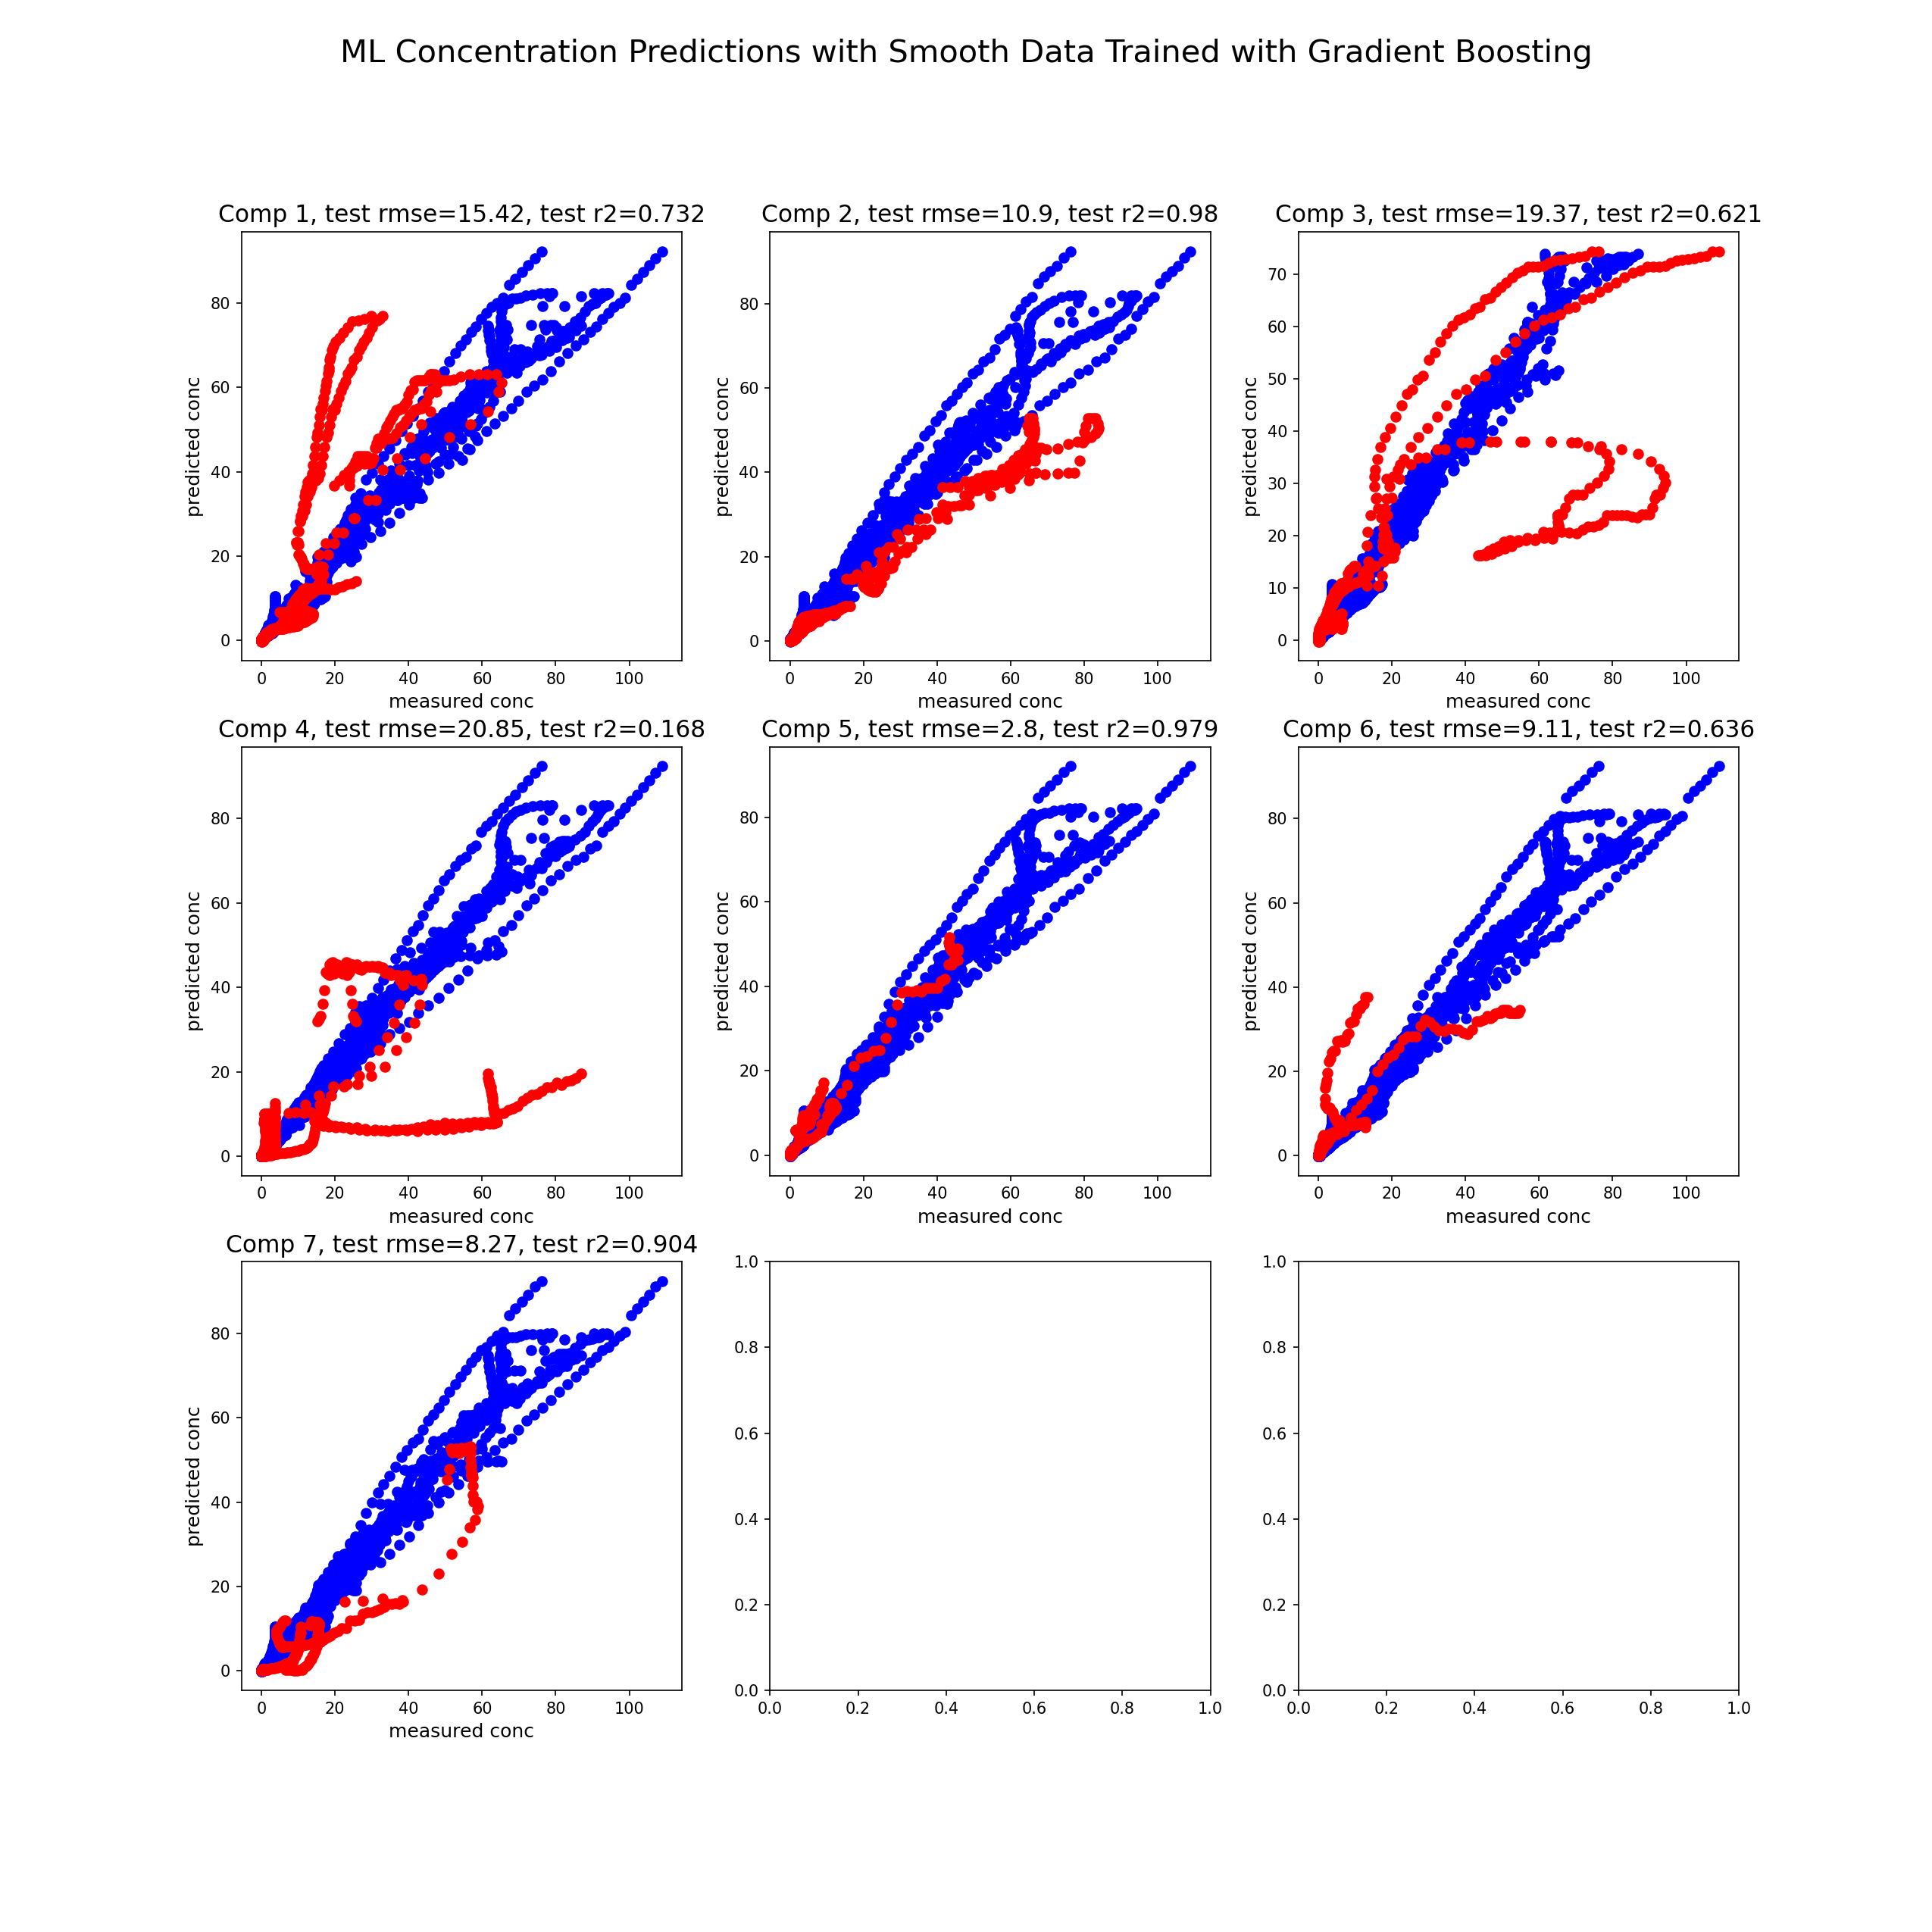 ML Concentration Predictions with Smooth Data Trained with Gradient Boosting
Comp 1, test rmse=15.42, test r2=0.732
predicted conc
80
60
40
20
0
0 20 40 60 80 100
measured conc
Comp 2, test rmse=10.9, test r2=0.98
predicted conc
80
60
40
20
0
0 20 40 60 80 100
measured conc
Comp 3, test rmse=19.37, test r2=0.621
predicted conc
70
60
50
40
30
20
10
0
0 20 40 60 80 100
measured conc
Comp 4, test rmse=20.85, test r2=0.168
predicted conc
80
60
40
20
0
0 20 40 60 80 100
measured conc
Comp 5, test rmse=2.8, test r2=0.979
predicted conc
80
60
40
20
0
0 20 40 60 80 100
measured conc
Comp 6, test rmse=9.11, test r2=0.636
predicted conc
80
60
40
20
0
0 20 40 60 80 100
measured conc
Comp 7, test rmse=8.27, test r2=0.904
predicted conc
80
60
40
20
0
0 20 40 60 80 100
measured conc
1.0
0.8
0.6
0.4
0.2
0.0
0.0 0.2 0.4 0.6 0.8 1.0
1.0
0.8
0.6
0.4
0.2
0.0
0.0 0.2 0.4 0.6 0.8 1.0